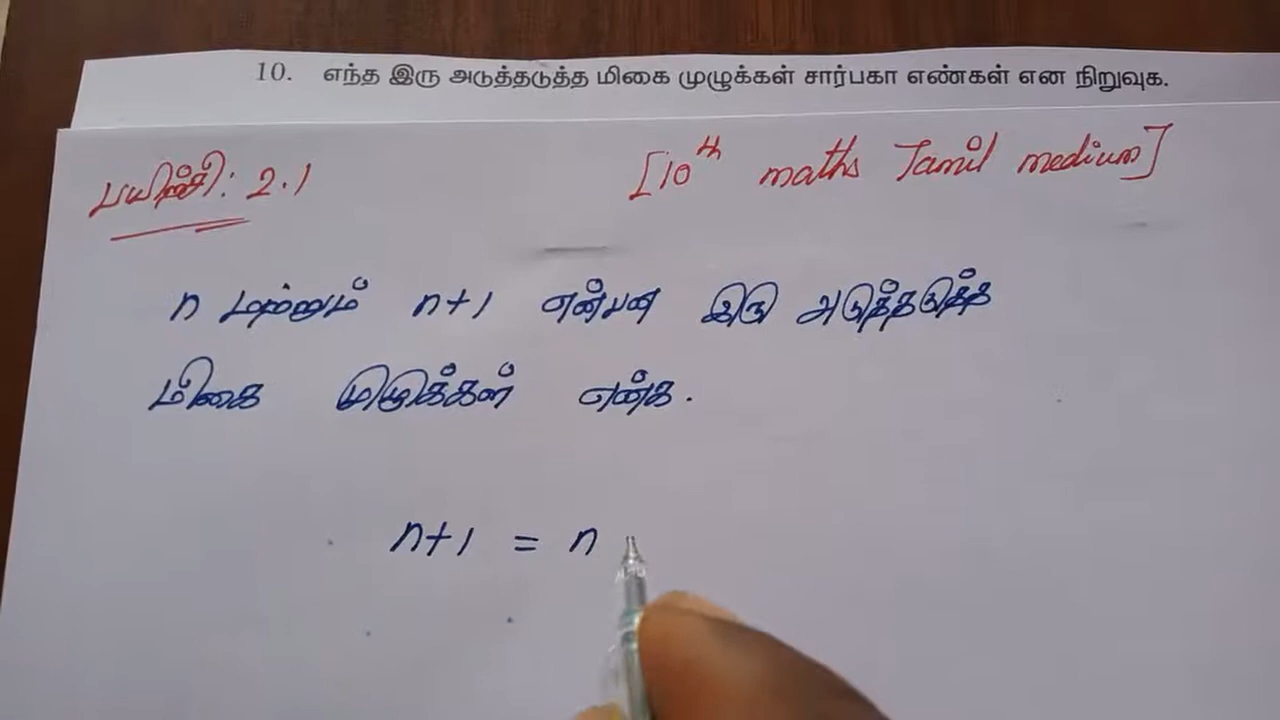 10. எந்த இரு அடுத்தடுத்த மிகை முழுக்கள் சார்பகா எண்கள் என நிறுவுக.
பயிற்சி: 2.1
[10th maths Tamil medium]
n மற்றும் n+1 என்பன இரு அடுத்தடுத்த
மிகை முழுக்கள் என்க.
n+1 = n